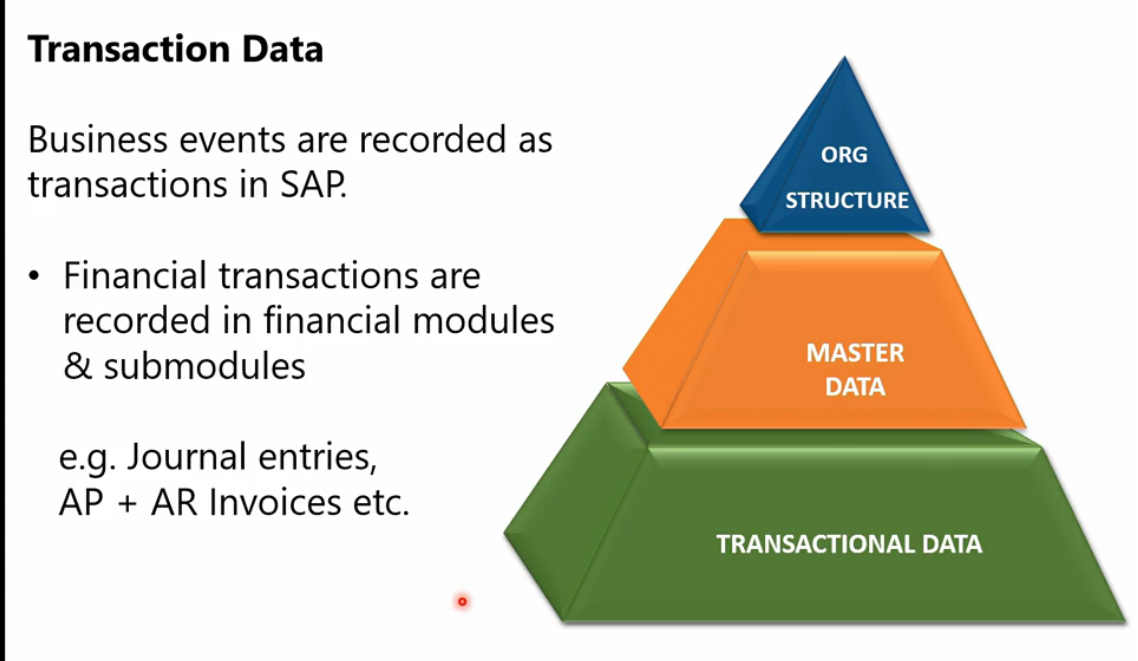 Transaction Data
Business events are recorded as
transactions in SAP.
• Financial transactions are
recorded in financial modules
& submodules
e.g. Journal entries,
AP + AR Invoices etc.
ORG
STRUCTURE
MASTER
DATA
TRANSACTIONAL DATA